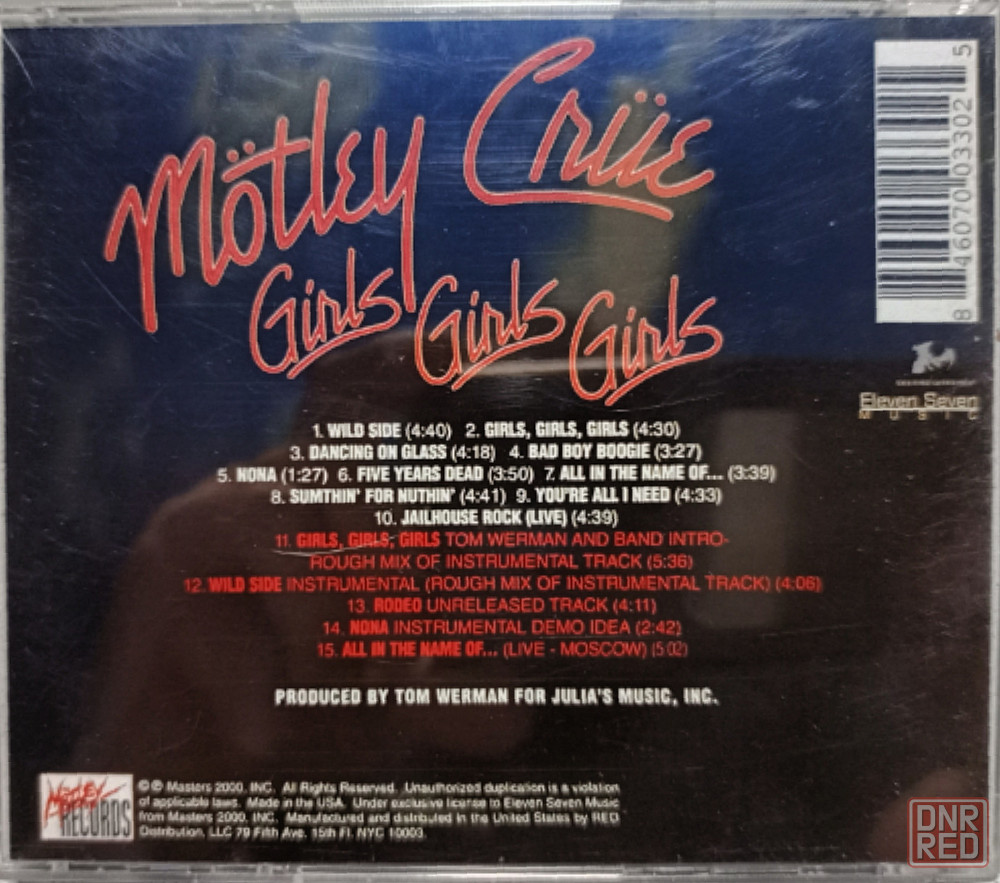 Mötley Crüe
Girls Girls Girls
8 46070 03302 5
Eleven Seven
MUSIC
1. WILD SIDE (4:40) 2. GIRLS, GIRLS, GIRLS (4:30)
3. DANCING ON GLASS (4:18) 4. BAD BOY BOOGIE (3:27)
5. NONA (1:27) 6. FIVE YEARS DEAD (3:50) 7. ALL IN THE NAME OF... (3:39)
8. SUMTHIN' FOR NUTHIN' (4:41) 9. YOU'RE ALL I NEED (4:33)
10. JAILHOUSE ROCK (LIVE) (4:39)
11. GIRLS, GIRLS, GIRLS TOM WERMAN AND BAND INTRO-
ROUGH MIX OF INSTRUMENTAL TRACK (5:36)
12. WILD SIDE INSTRUMENTAL (ROUGH MIX OF INSTRUMENTAL TRACK) (4:06)
13. RODEO UNRELEASED TRACK (4:11)
14. NONA INSTRUMENTAL DEMO IDEA (2:42)
15. ALL IN THE NAME OF... (LIVE - MOSCOW) (5:02)
PRODUCED BY TOM WERMAN FOR JULIA'S MUSIC, INC.
MÖTLEY
RECORDS
©℗ Masters 2000, INC. All Rights Reserved. Unauthorized duplication is a violation
of applicable laws. Made in the USA. Under exclusive license to Eleven Seven Music
from Masters 2000, INC. Manufactured and distributed in the United States by RED
Distribution, LLC 79 Fifth Ave. 15th Fl. NYC 10003.
DNR
RED